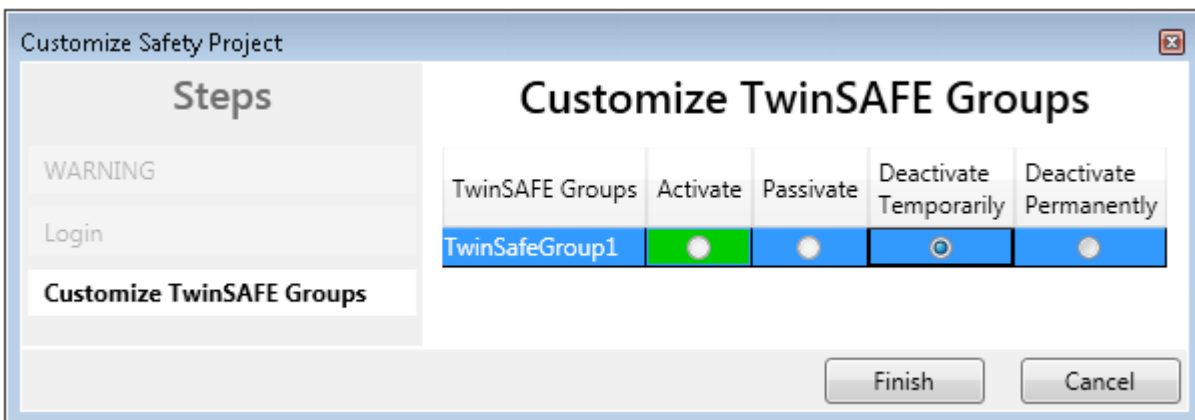 Customize Safety Project
Steps
WARNING
Login
Customize TwinSAFE Groups
Customize TwinSAFE Groups
TwinSAFE Groups Activate Passivate Deactivate Temporarily Deactivate Permanently
TwinSafeGroup1
Finish Cancel